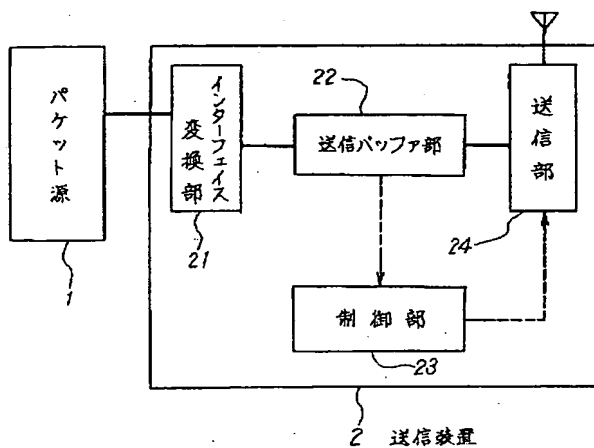 パケット源
1
インターフェイス
変換部
21
22
送信バッファ部
送信部
24
制御部
23
2 送信装置